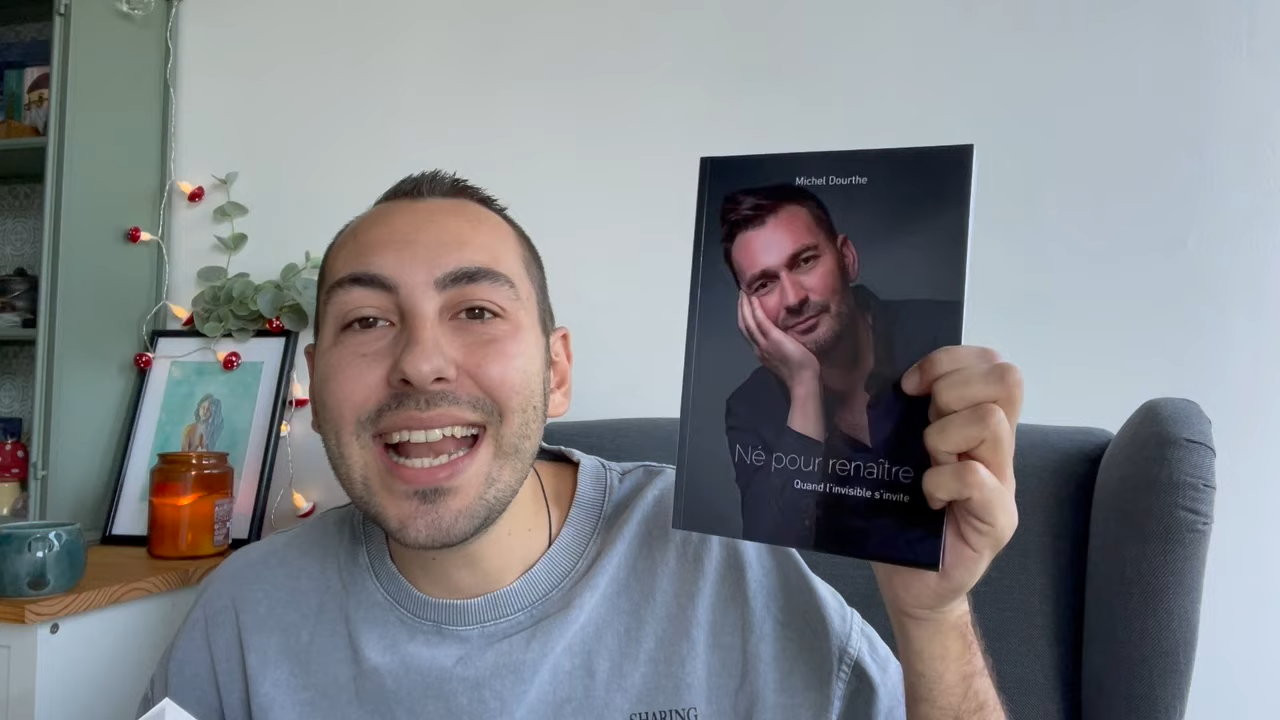 Michel Dourthe
Né pour renaître
Quand l'invisible s'invite
SHARING